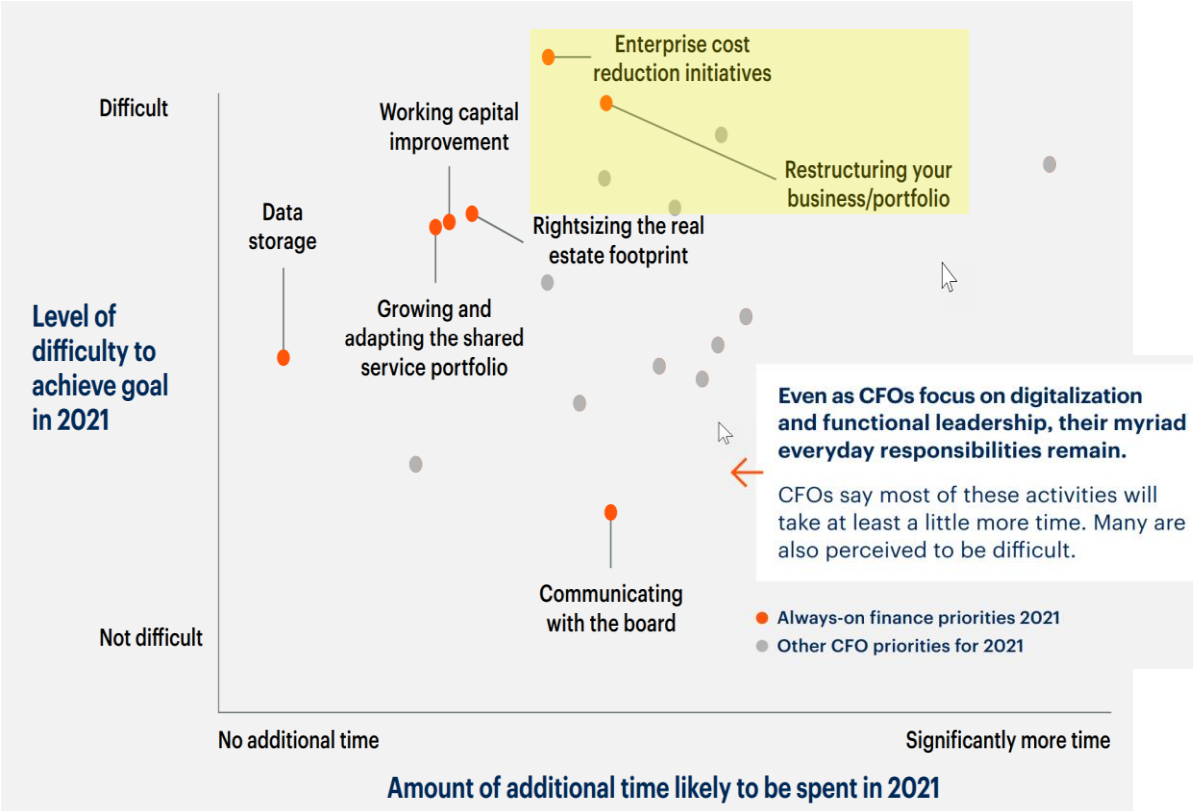 Enterprise cost
reduction initiatives
Difficult
Working capital
improvement
Restructuring your
business/portfolio
Data
storage
Rightsizing the real
estate footprint
Growing and
adapting the shared
service portfolio
Level of
difficulty to
achieve goal
in 2021
Even as CFOs focus on digitalization
and functional leadership, their myriad
everyday responsibilities remain.
CFOs say most of these activities will
take at least a little more time. Many are
also perceived to be difficult.
Communicating
with the board
Always-on finance priorities 2021
Other CFO priorities for 2021
Not difficult
No additional time
Significantly more time
Amount of additional time likely to be spent in 2021